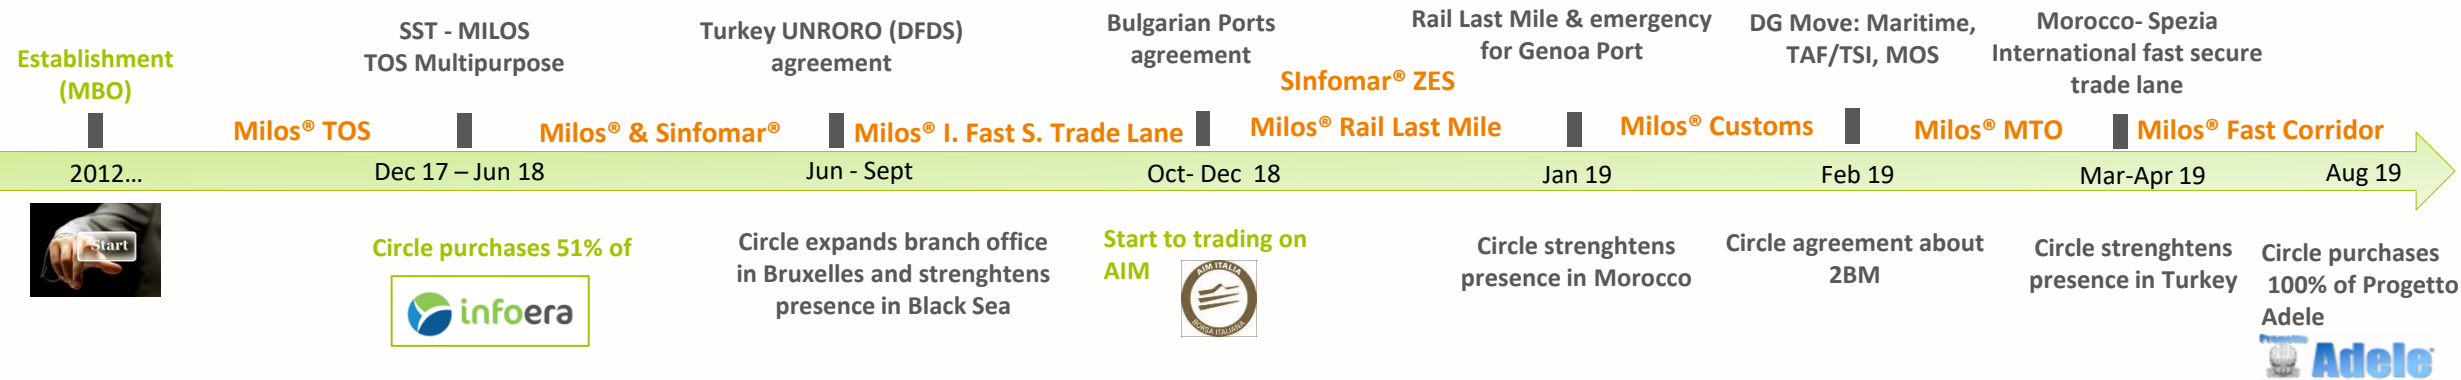 Establishment
(MBO)
SST - MILOS
TOS Multipurpose
Turkey UNRORO (DFDS)
agreement
Bulgarian Ports
agreement
Rail Last Mile & emergency
for Genoa Port
DG Move: Maritime,
TAF/TSI, MOS
Morocco- Spezia
International fast secure
trade lane
SInfomar® ZES
Milos® TOS
Milos® & Sinfomar®
Milos® I. Fast S. Trade Lane
Milos® Rail Last Mile
Milos® Customs
Milos® MTO
Milos® Fast Corridor
2012...
Dec 17 – Jun 18
Jun - Sept
Oct- Dec 18
Jan 19
Feb 19
Mar-Apr 19
Aug 19
Start
Circle purchases 51% of
infoera
Circle expands branch office
in Bruxelles and strenghtens
presence in Black Sea
Start to trading on
AIM
AIM ITALIA
BORSA ITALIANA
Circle strenghtens
presence in Morocco
Circle agreement about
2BM
Circle strenghtens
presence in Turkey
Circle purchases
100% of Progetto
Adele
Progetto
Adele